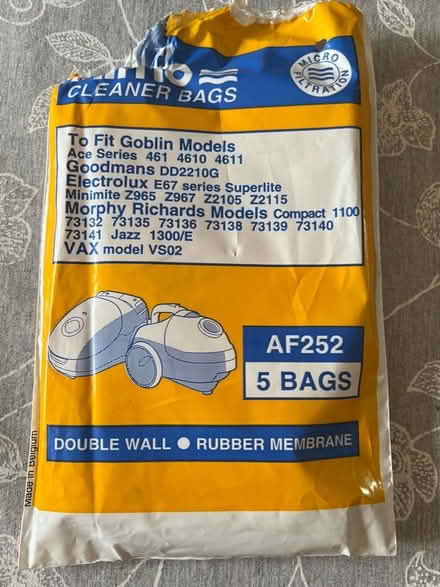 CLEANER BAGS
MICRO
FILTRATION
To Fit Goblin Models
Ace Series 461 4610 4611
Goodmans DD2210G
Electrolux E67 series Superlite
Minimite Z965 Z967 Z2105 Z2115
Morphy Richards Models Compact 1100
73132 73135 73136 73138 73139 73140
73141 Jazz 1300/E
VAX model VS02
AF252
5 BAGS
DOUBLE WALL ● RUBBER MEMBRANE
Made in Belgium